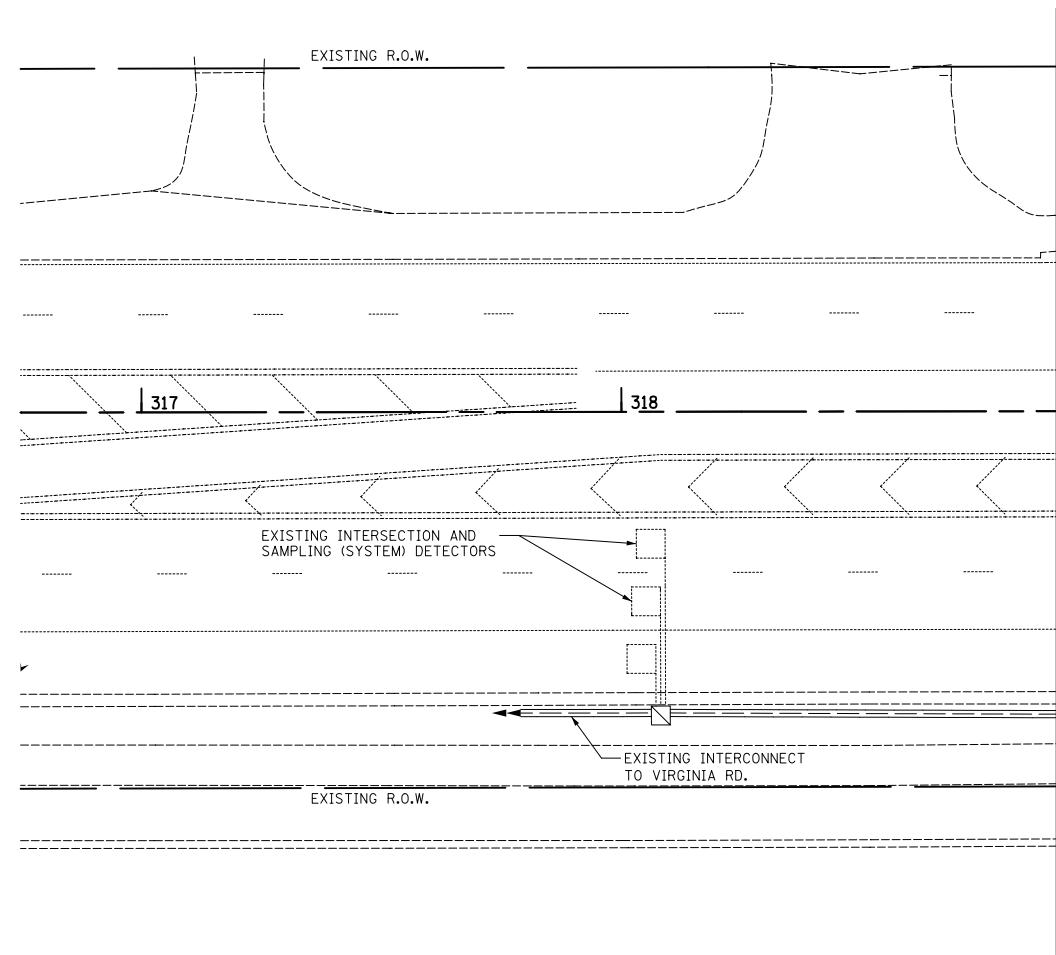 EXISTING R.O.W.
317
318
EXISTING INTERSECTION AND
SAMPLING (SYSTEM) DETECTORS
EXISTING INTERCONNECT
TO VIRGINIA RD.
EXISTING R.O.W.